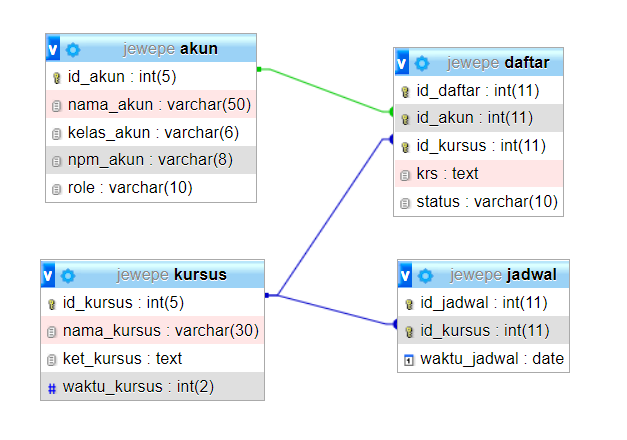 v jewepe akun
id_akun : int(5)
nama_akun : varchar(50)
kelas_akun : varchar(6)
npm_akun : varchar(8)
role : varchar(10)
v jewepe daftar
id_daftar : int(11)
id_akun : int(11)
id_kursus : int(11)
krs : text
status : varchar(10)
v jewepe kursus
id_kursus : int(5)
nama_kursus : varchar(30)
ket_kursus : text
# waktu_kursus : int(2)
v jewepe jadwal
id_jadwal : int(11)
id_kursus : int(11)
waktu_jadwal : date